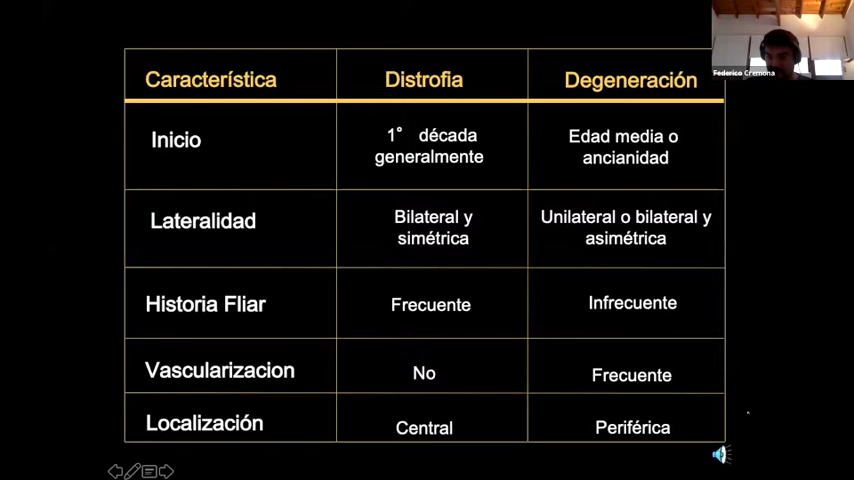 Federico Cremona
Característica Distrofia Degeneración
Inicio
1° década
generalmente
Edad media o
ancianidad
Lateralidad
Bilateral y
simétrica
Unilateral o bilateral y
asimétrica
Historia Fliar Frecuente Infrecuente
Vascularizacion No Frecuente
Localización Central Periférica